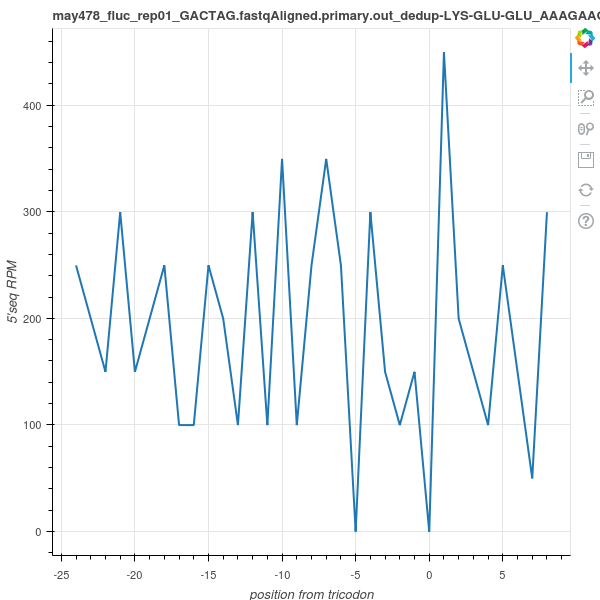 may478_fluc_rep01_GACTAG.fastqAligned.primary.out_dedup-LYS-GLU-GLU_AAAGAAG
5'seq RPM
400
300
200
100
0
-25 -20 -15 -10 -5 0 5
position from tricodon